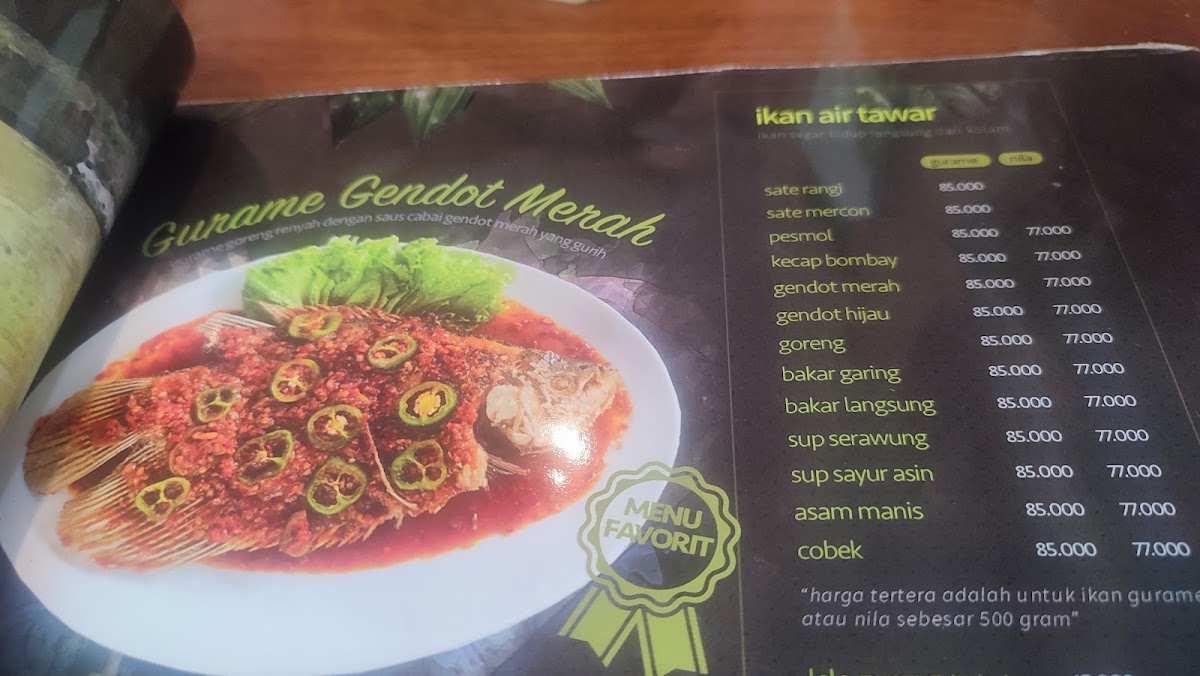 Gurame Gendot Merah
gurame goreng renyah dengan saus cabai gendot merah yang gurih
MENU
FAVORIT
ikan air tawar
ikan segar hidup langsung dari kolam
gurame nila
sate rangi 85.000
sate mercon 85.000
pesmol 85.000 77.000
kecap bombay 85.000 77.000
gendot merah 85.000 77.000
gendot hijau 85.000 77.000
goreng 85.000 77.000
bakar garing 85.000 77.000
bakar langsung 85.000 77.000
sup serawung 85.000 77.000
sup sayur asin 85.000 77.000
asam manis 85.000 77.000
cobek 85.000 77.000
“harga tertera adalah untuk ikan gurame
atau nila sebesar 500 gram”